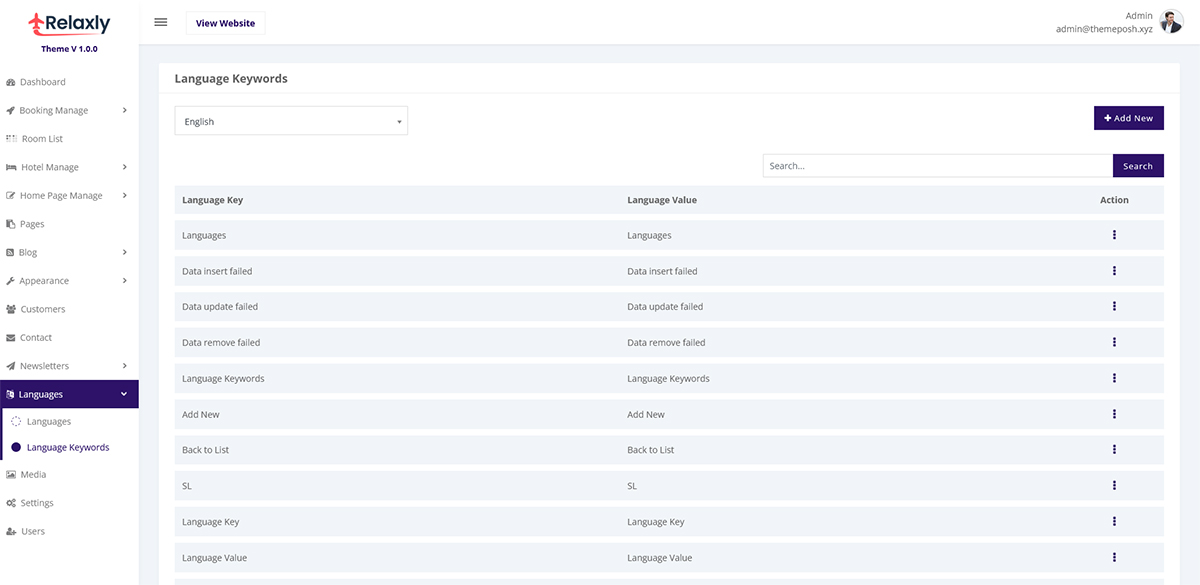 Relaxly
Theme V 1.0.0
Dashboard
Booking Manage
Room List
Hotel Manage
Home Page Manage
Pages
Blog
Appearance
Customers
Contact
Newsletters
Languages
Languages
Language Keywords
Media
Settings
Users
View Website
Admin
admin@themeposh.xyz
Language Keywords
English
+ Add New
Search...
Search
Language Key Language Value Action
Languages Languages
Data insert failed Data insert failed
Data update failed Data update failed
Data remove failed Data remove failed
Language Keywords Language Keywords
Add New Add New
Back to List Back to List
SL SL
Language Key Language Key
Language Value Language Value